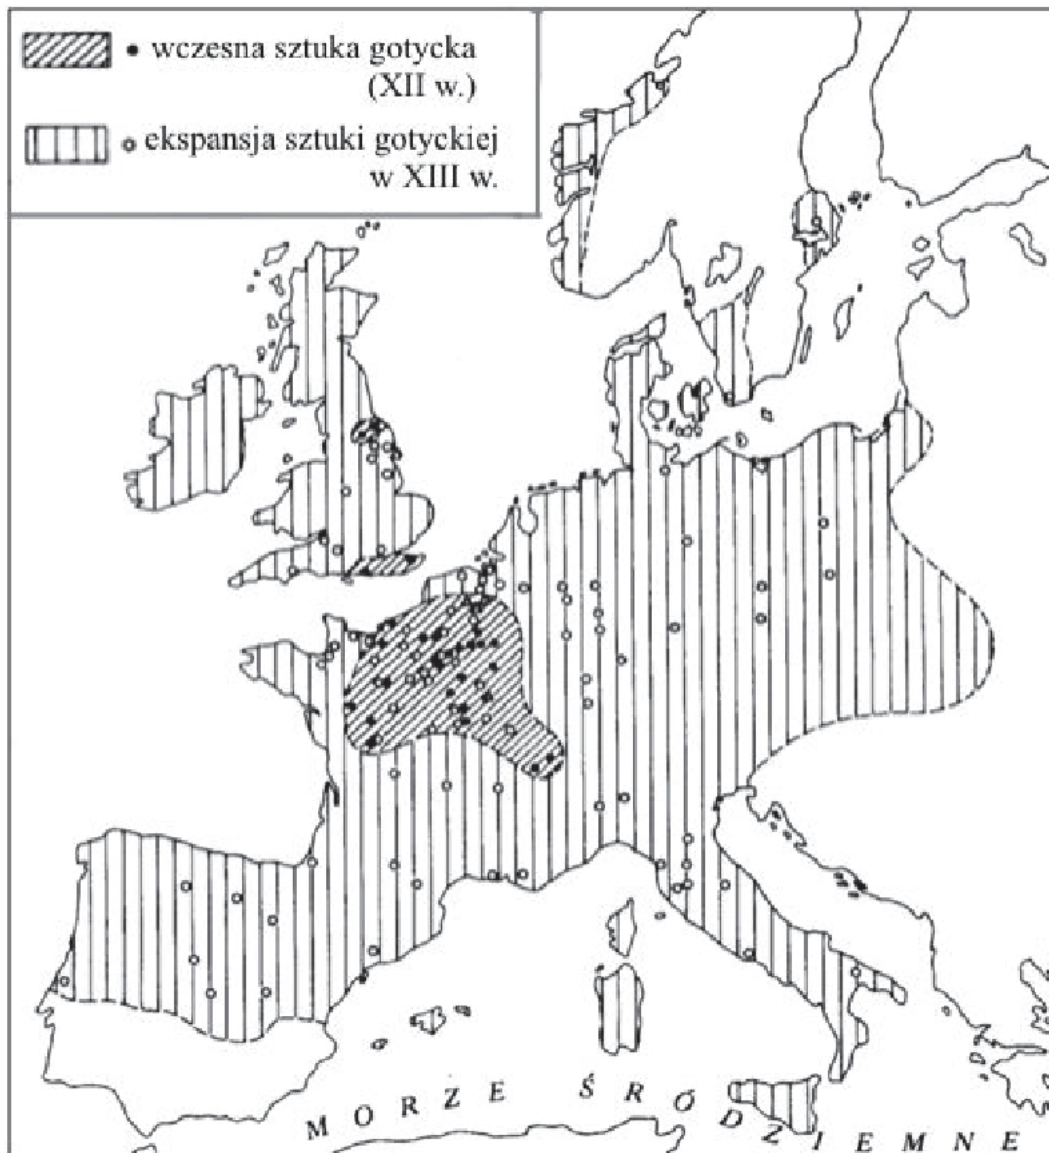 wczesna sztuka gotycka
(XII w.)
ekspansja sztuki gotyckiej
w XIII w.
MORZE ŚRÓDZIEMNE